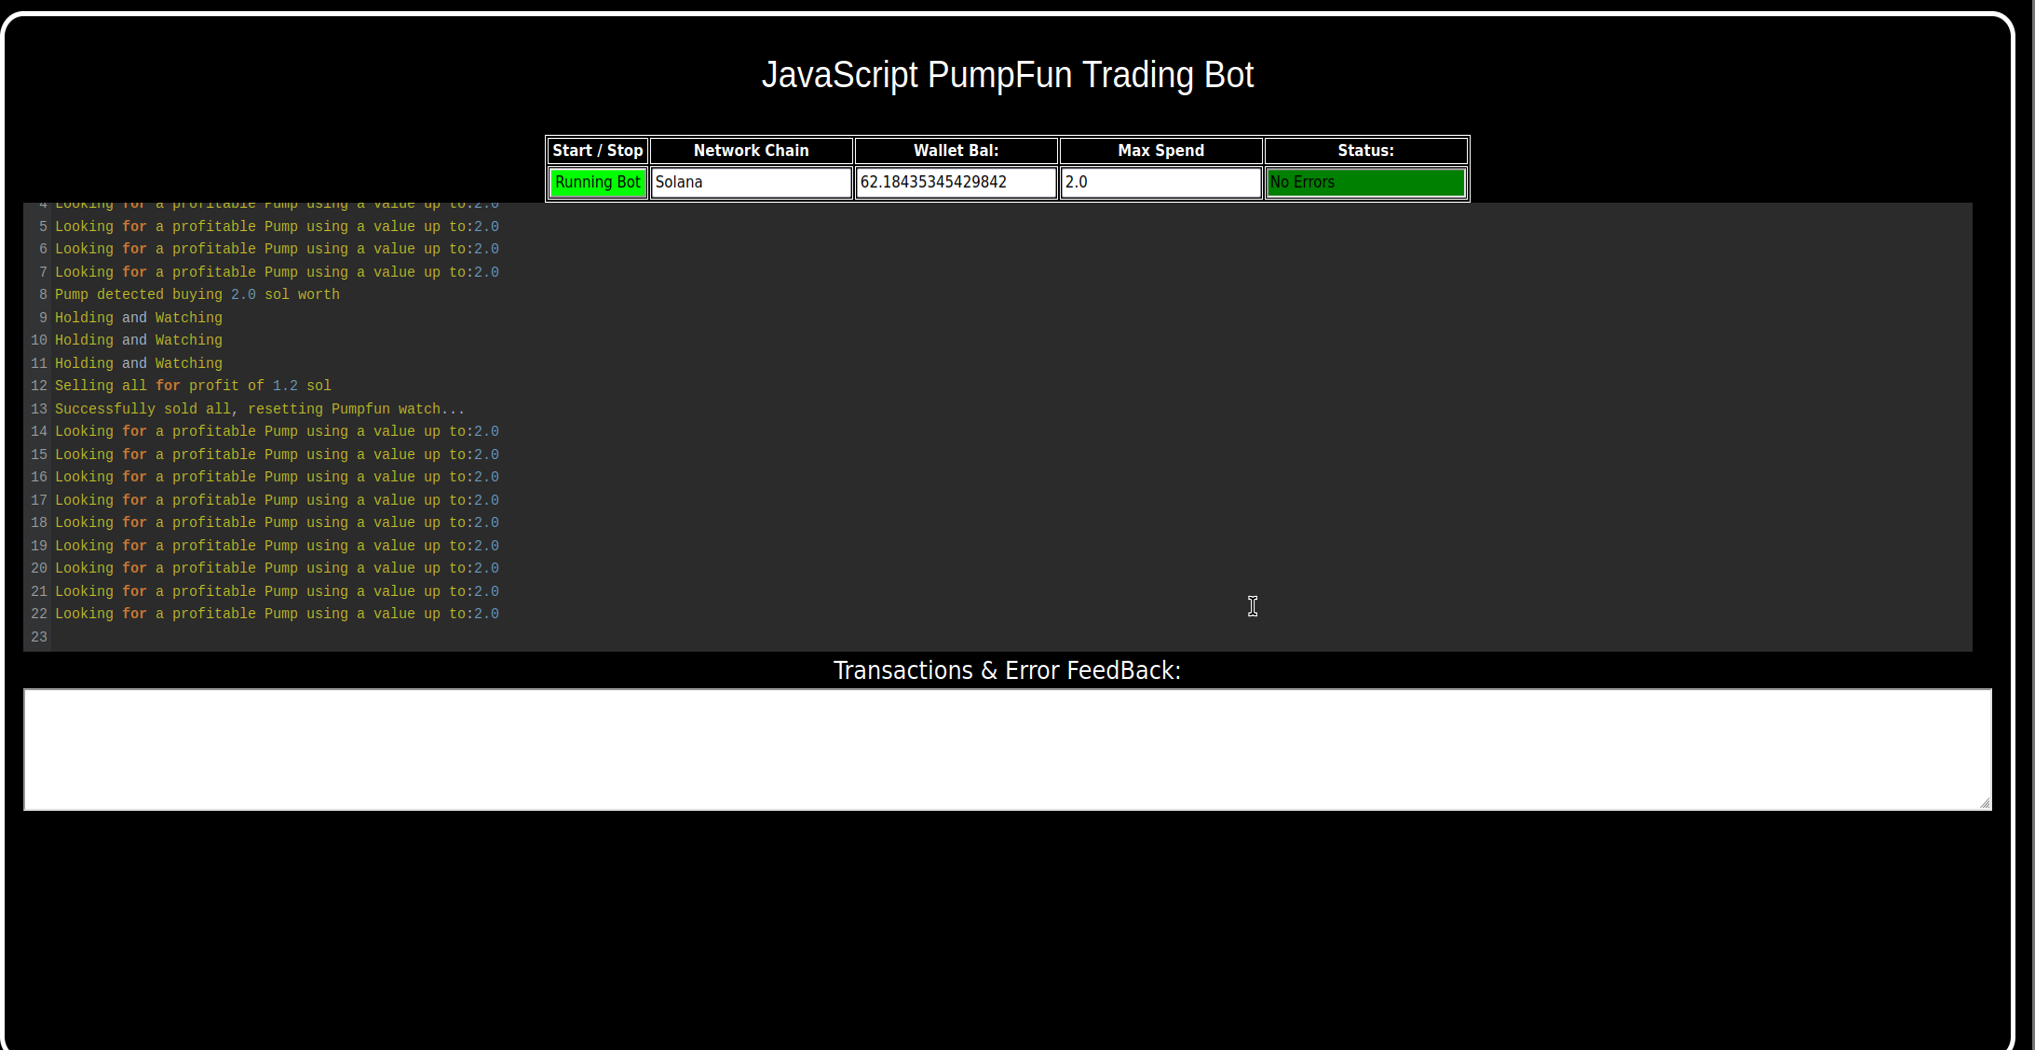 JavaScript PumpFun Trading Bot
Start / Stop Network Chain Wallet Bal: Max Spend Status:
Running Bot Solana 62.18435345429842 2.0 No Errors
4 Looking for a profitable Pump using a value up to:2.0
5 Looking for a profitable Pump using a value up to:2.0
6 Looking for a profitable Pump using a value up to:2.0
7 Looking for a profitable Pump using a value up to:2.0
8 Pump detected buying 2.0 sol worth
9 Holding and Watching
10 Holding and Watching
11 Holding and Watching
12 Selling all for profit of 1.2 sol
13 Successfully sold all, resetting Pumpfun watch...
14 Looking for a profitable Pump using a value up to:2.0
15 Looking for a profitable Pump using a value up to:2.0
16 Looking for a profitable Pump using a value up to:2.0
17 Looking for a profitable Pump using a value up to:2.0
18 Looking for a profitable Pump using a value up to:2.0
19 Looking for a profitable Pump using a value up to:2.0
20 Looking for a profitable Pump using a value up to:2.0
21 Looking for a profitable Pump using a value up to:2.0
22 Looking for a profitable Pump using a value up to:2.0
23
Transactions & Error FeedBack: